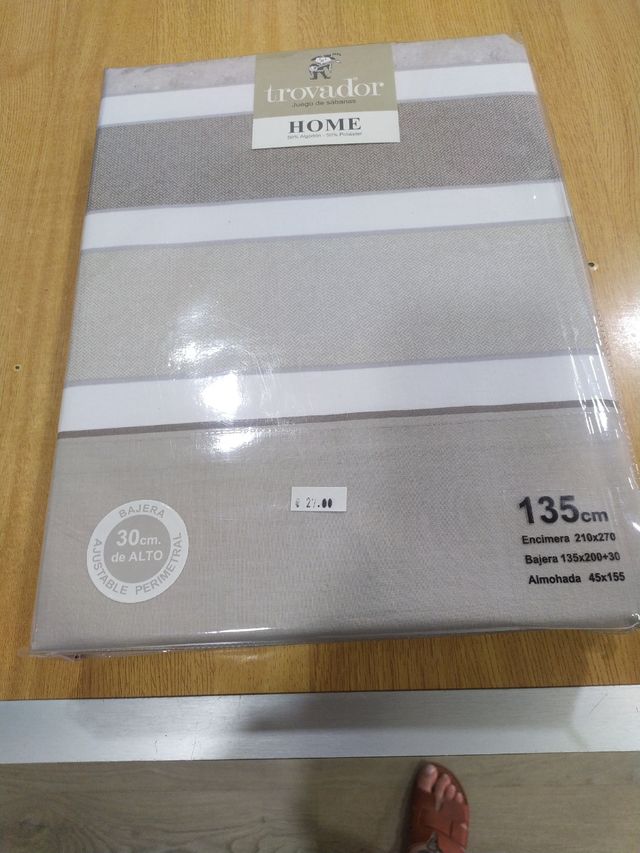 trovador
Juego de sábanas
HOME
50% Algodón - 50% Poliéster
€ 27.00
BAJERA
30cm.
de ALTO
AJUSTABLE PERIMETRAL
135cm
Encimera 210x270
Bajera 135x200+30
Almohada 45x155